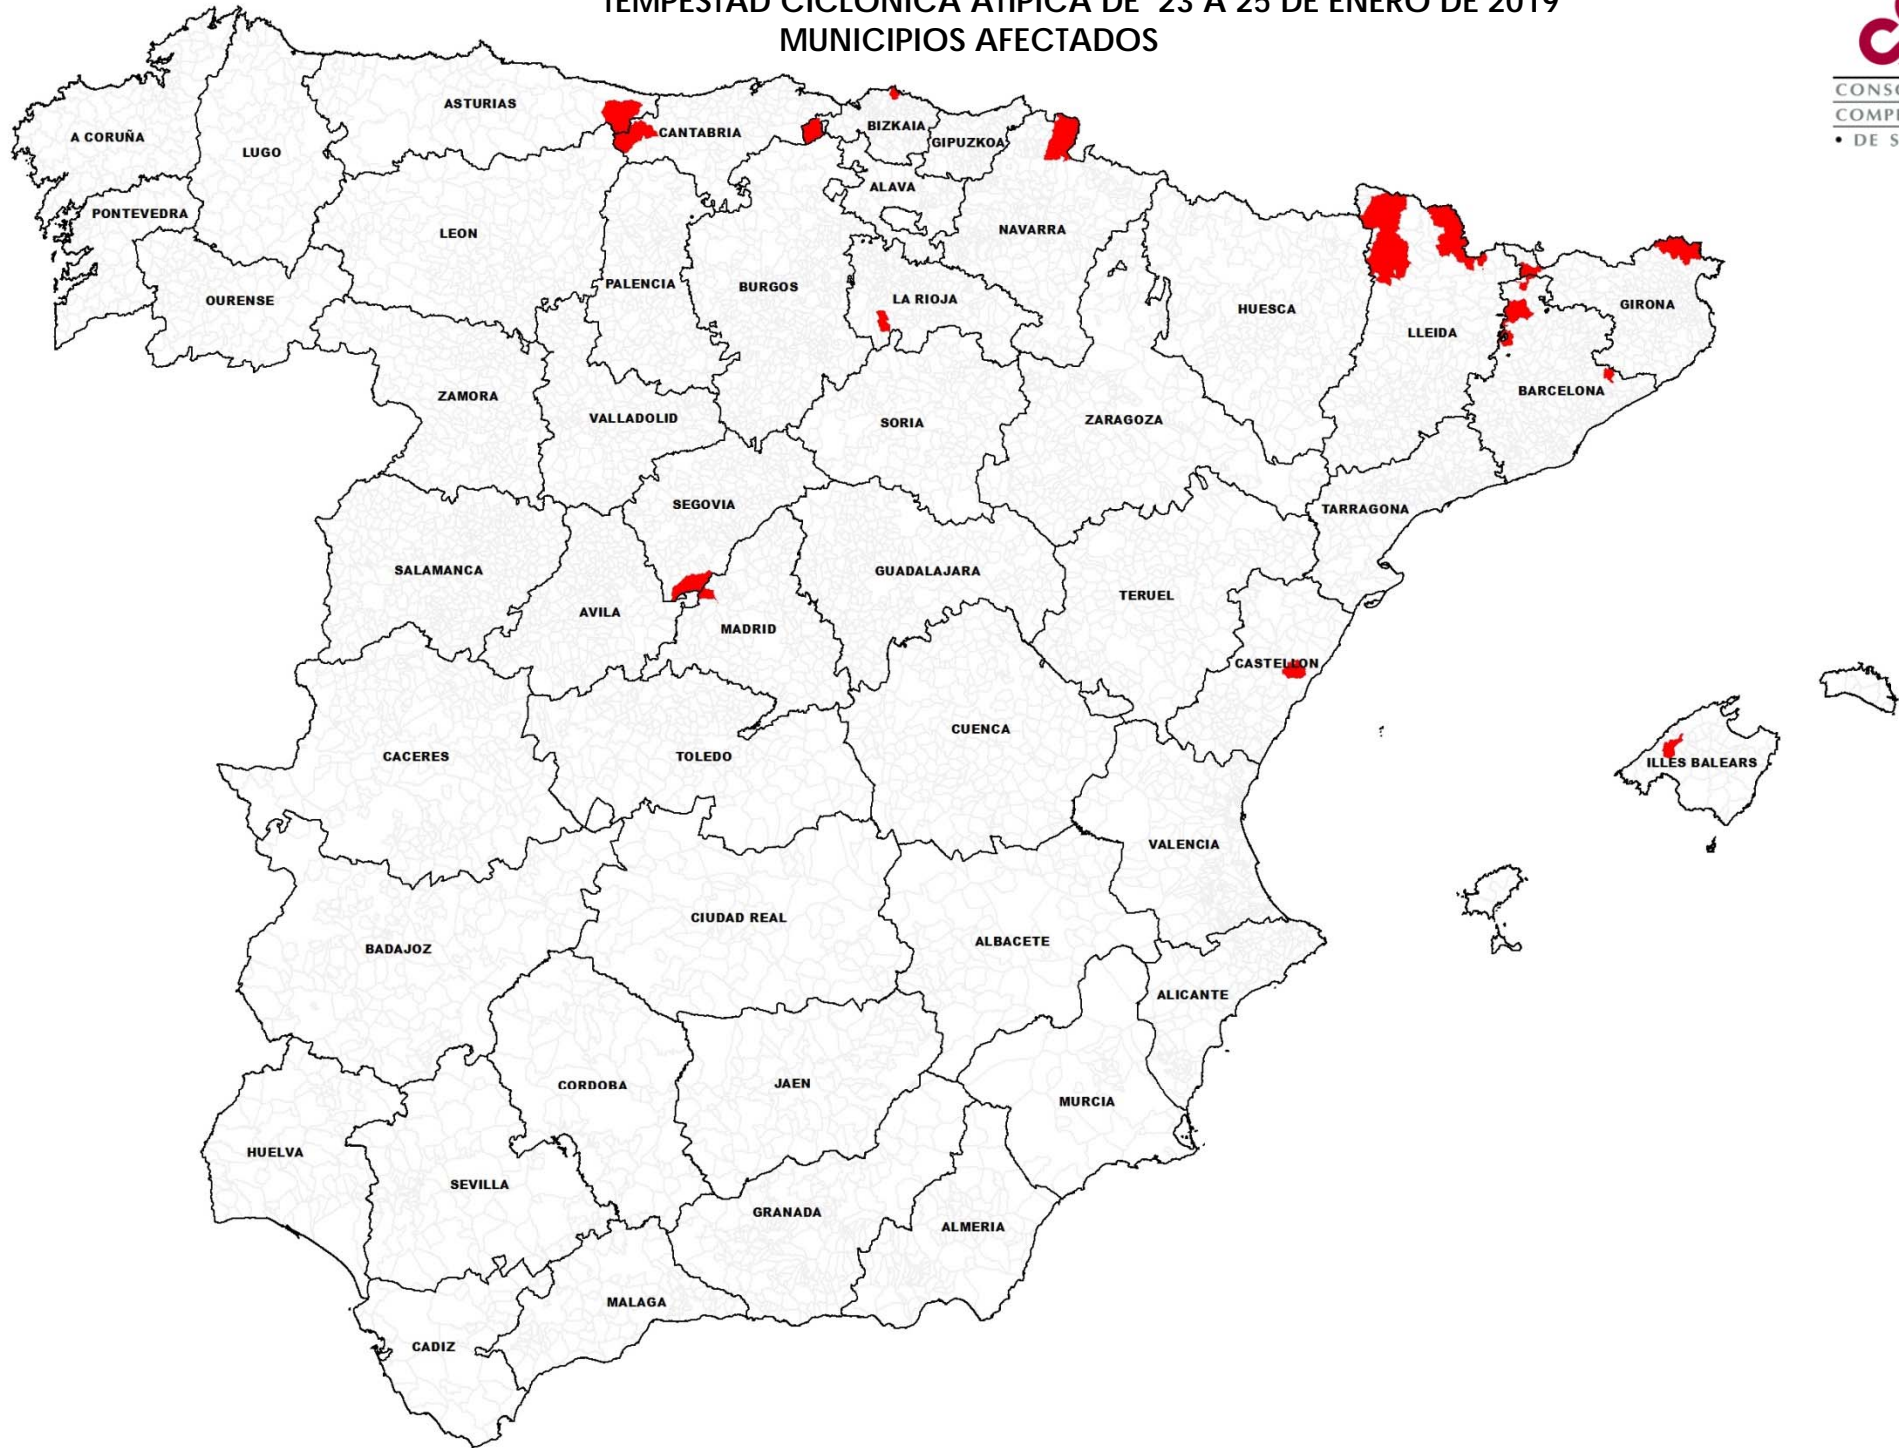 TEMPESTAD CICLÓNICA ATÍPICA DE 23 A 25 DE ENERO DE 2019
MUNICIPIOS AFECTADOS
• DE
ASTURIAS
A CORUÑA
LUGO
CANTABRIA
BIZKAIA
GIPUZKOA
ALAVA
PONTEVEDRA
LEON
NAVARRA
OURENSE
PALENCIA
BURGOS
LA RIOJA
HUESCA
LLEIDA
GIRONA
ZAMORA
VALLADOLID
SORIA
ZARAGOZA
BARCELONA
SEGOVIA
TARRAGONA
SALAMANCA
AVILA
MADRID
GUADALAJARA
TERUEL
CASTELLON
CACERES
TOLEDO
CUENCA
ILLES BALEARS
VALENCIA
BADAJOZ
CIUDAD REAL
ALBACETE
ALICANTE
CORDOBA
JAEN
MURCIA
HUELVA
SEVILLA
GRANADA
ALMERIA
MALAGA
CADIZ